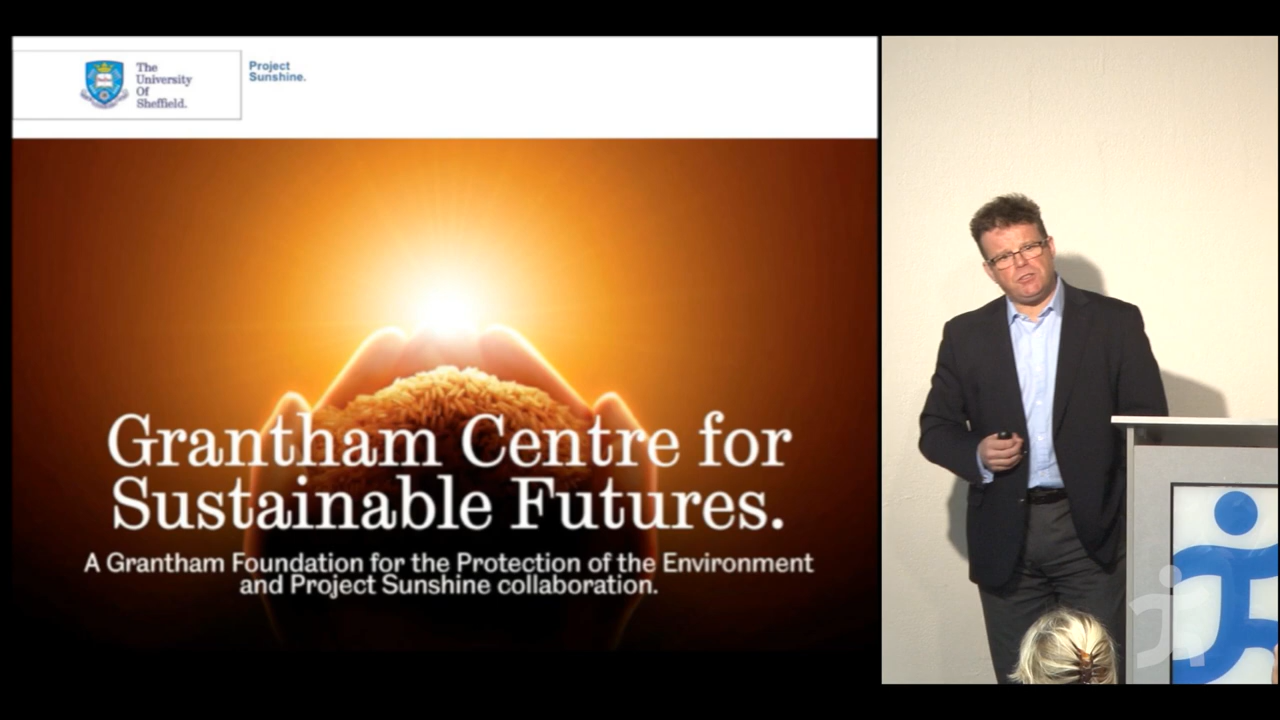 The
University
Of
Sheffield.
Project
Sunshine.
Grantham Centre for
Sustainable Futures.
A Grantham Foundation for the Protection of the Environment
and Project Sunshine collaboration.